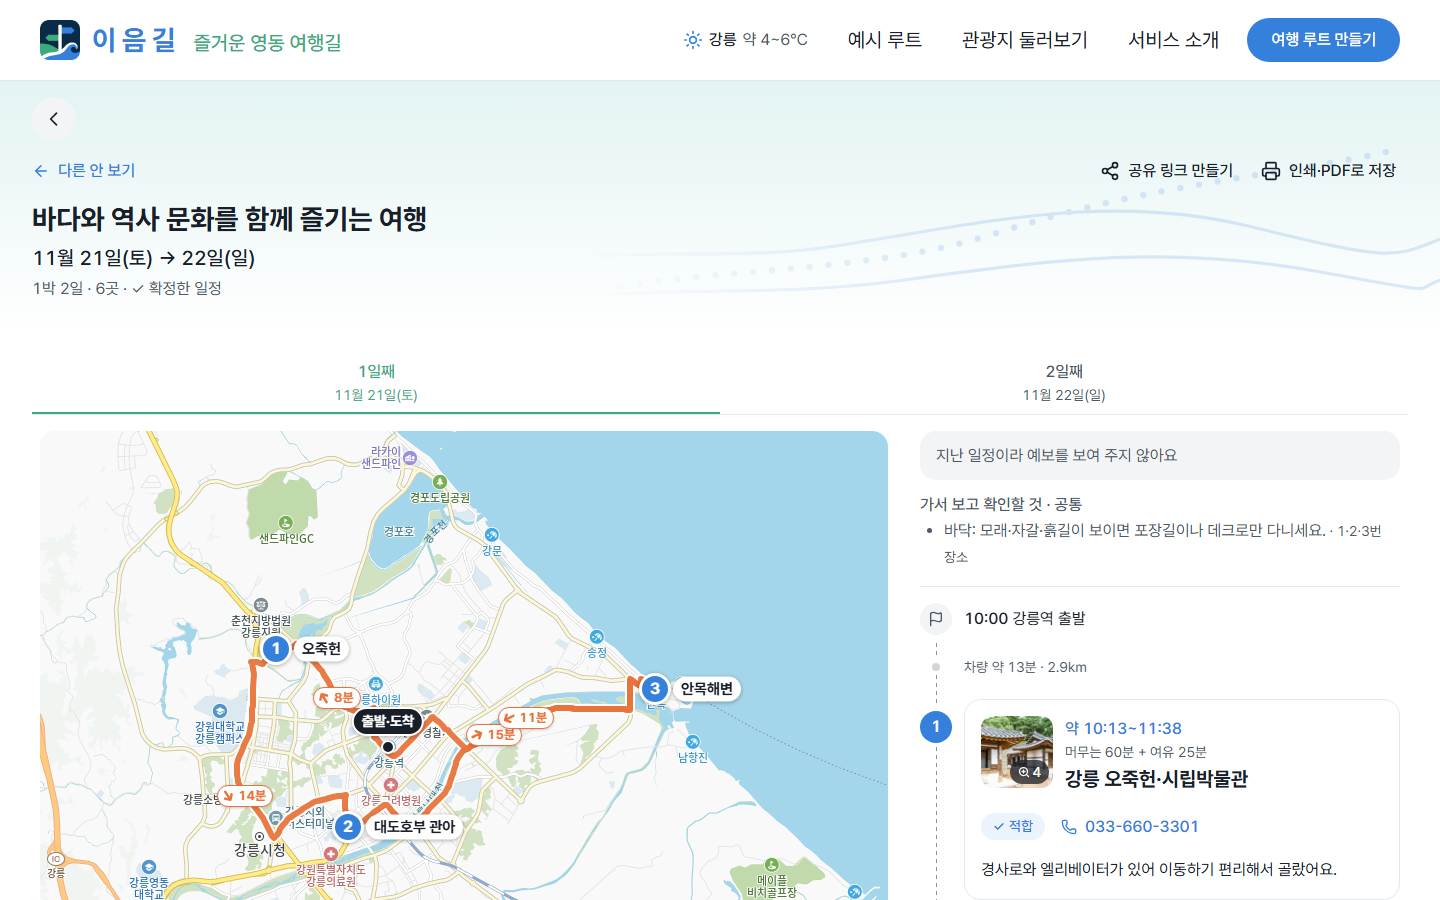 이음길 즐거운 영동 여행길
강릉 약 4~6°C
예시 루트
관광지 둘러보기
서비스 소개
여행 루트 만들기
다른 안 보기
공유 링크 만들기
인쇄·PDF로 저장
바다와 역사 문화를 함께 즐기는 여행
11월 21일(토) → 22일(일)
1박 2일 · 6곳 · ✓ 확정한 일정
1일째
11월 21일(토)
2일째
11월 22일(일)
라카이
샌드파인
경포도립공원
경포호
경포천
강문
샌드파인GC
춘천지방법원
강릉지원
1 오죽헌
송정
8분
3 안목해변
출발·도착
11분
15분
강원대학교
강릉캠퍼스
강릉역
남항진
14분
강릉고려병원
2 대도호부 관아
강릉시청
강원특별자치도
강릉의료원
IC
강릉
강릉영동
대학교
메이플
비치골프장
지난 일정이라 예보를 보여 주지 않아요
가서 보고 확인할 것 · 공통
• 바닥: 모래·자갈·흙길이 보이면 포장길이나 데크로만 다니세요. · 1·2·3번
장소
10:00 강릉역 출발
차량 약 13분 · 2.9km
1
약 10:13~11:38
머무는 60분 + 여유 25분
강릉 오죽헌·시립박물관
4
✓ 적합
033-660-3301
경사로와 엘리베이터가 있어 이동하기 편리해서 골랐어요.